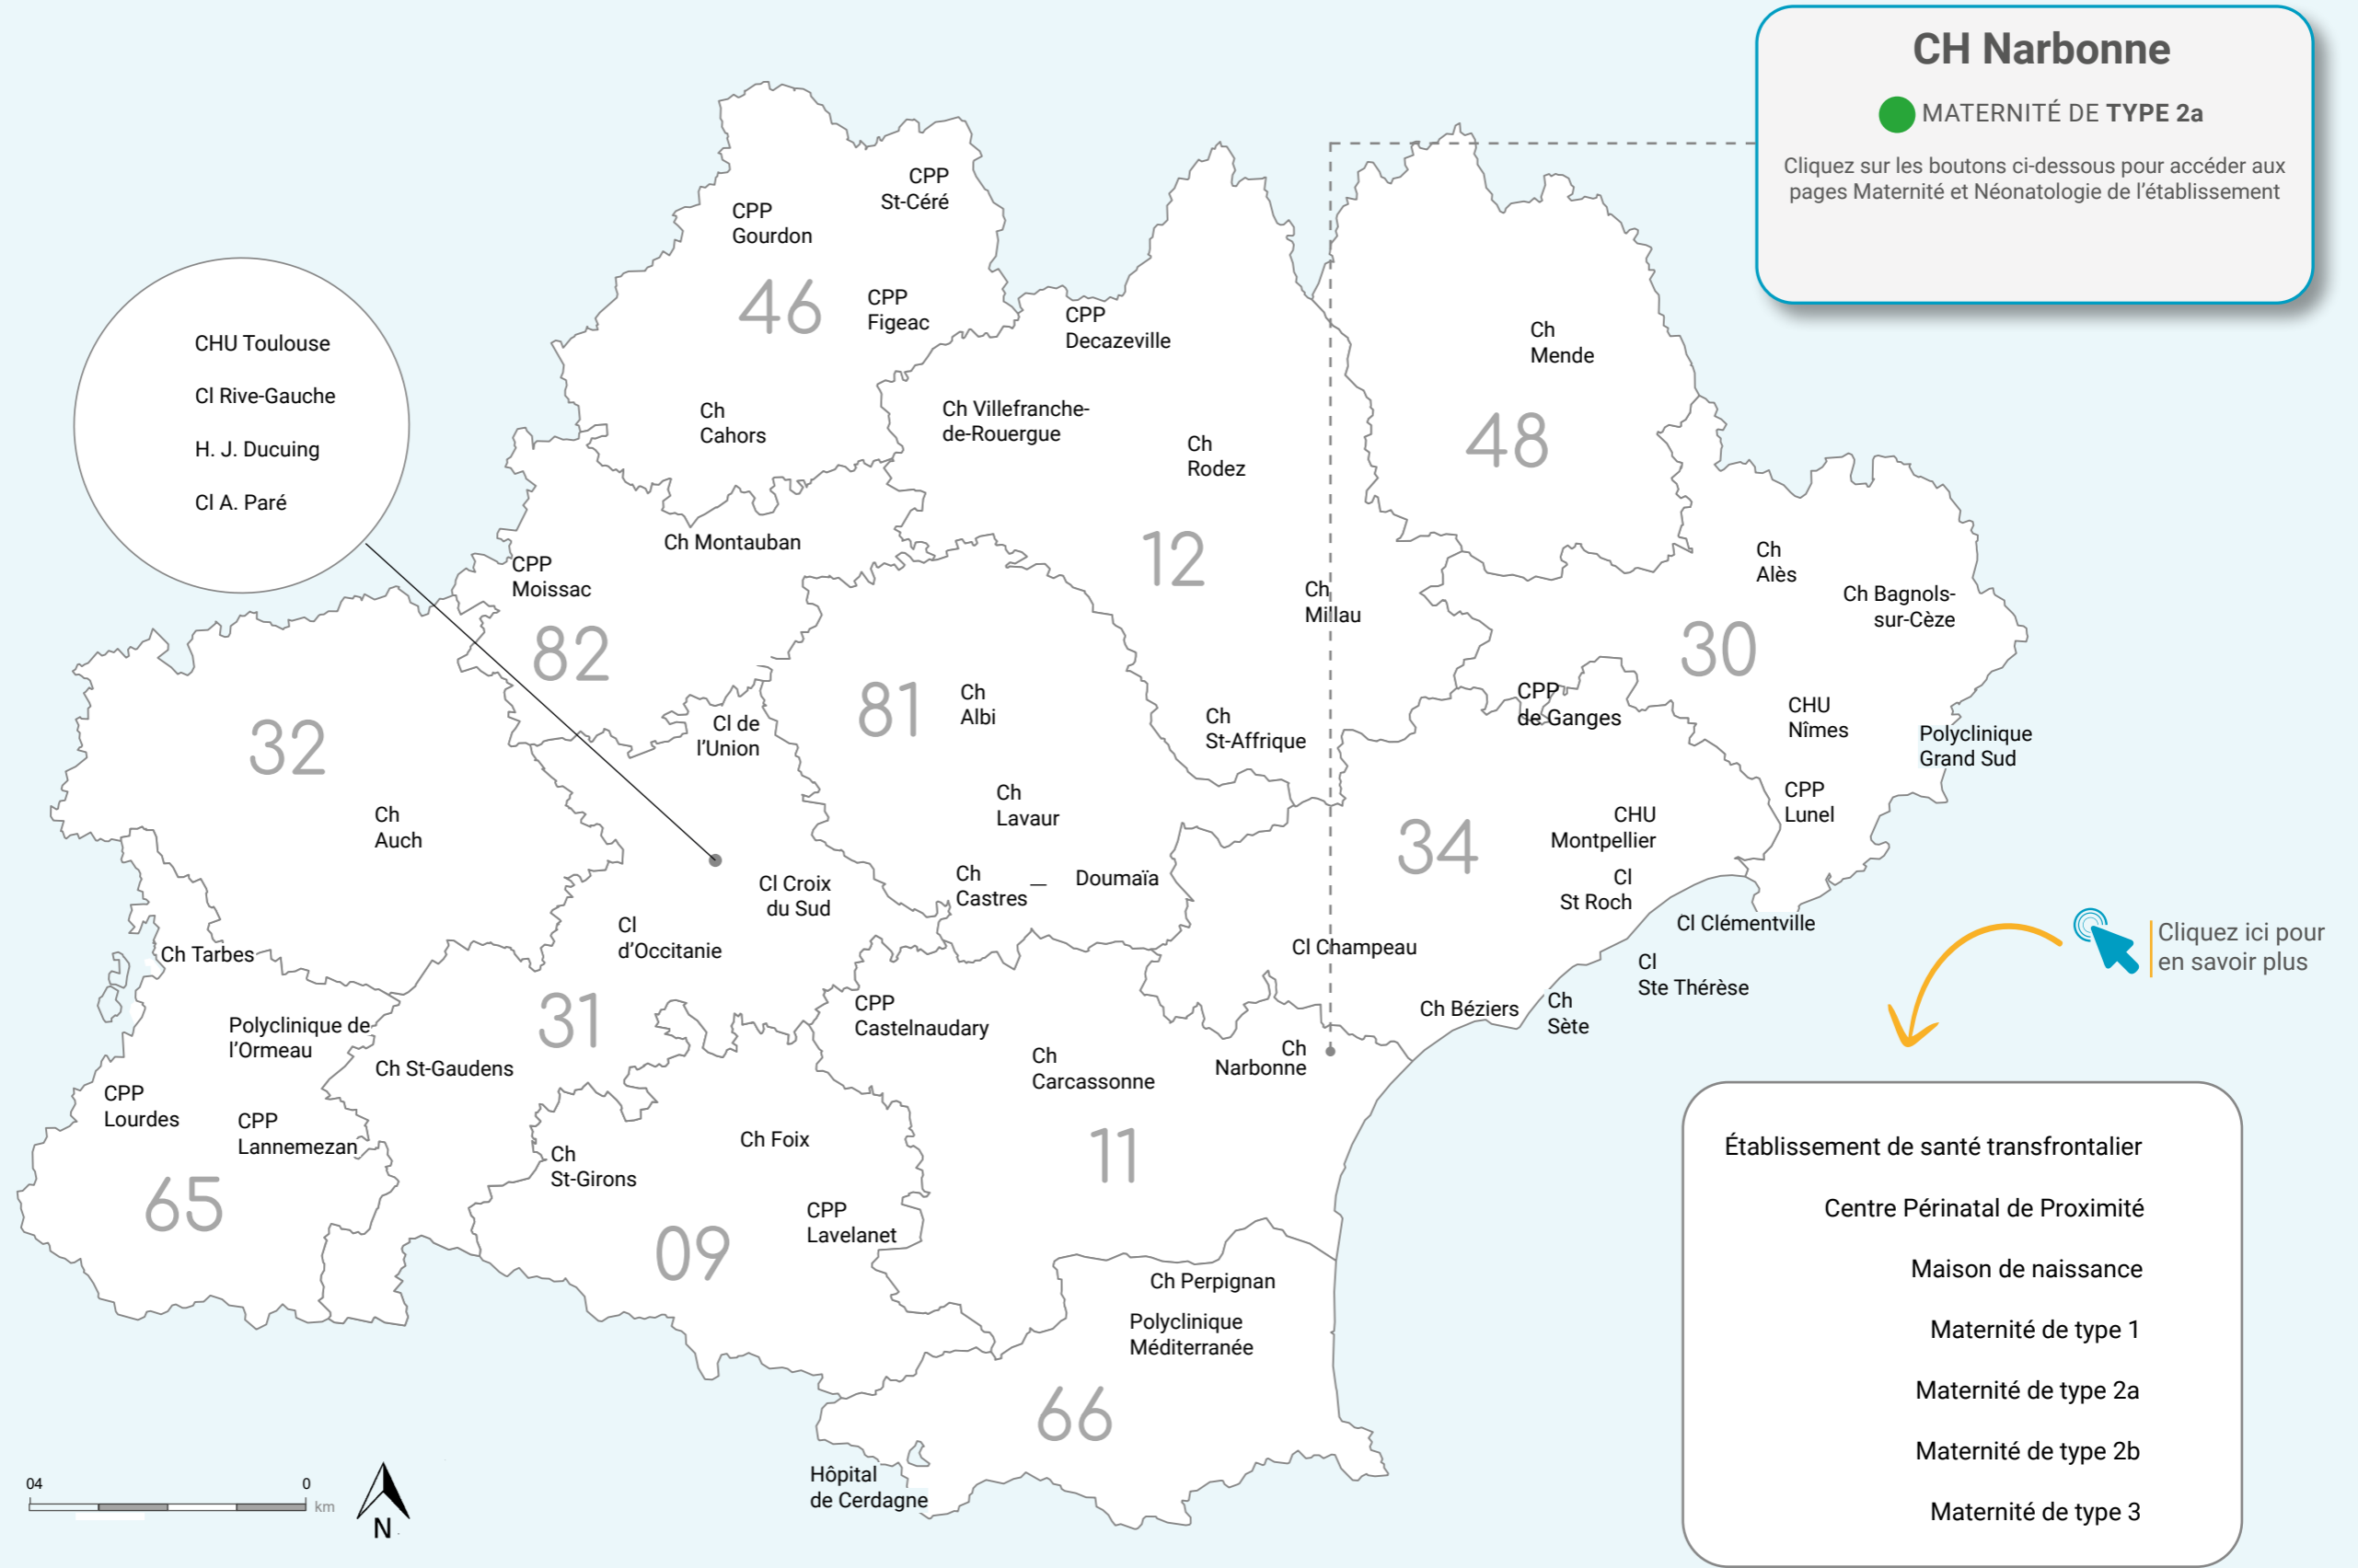 CH Narbonne
MATERNITÉ DE TYPE 2a
Cliquez sur les boutons ci-dessous pour accéder aux
pages Maternité et Néonatologie de l'établissement
CPP
St-Céré
CPP
Gourdon
46
CPP
Figeac
Ch
Cahors
CHU Toulouse
Cl Rive-Gauche
H. J. Ducuing
Cl A. Paré
CPP
Decazeville
Ch Villefranche-
de-Rouergue
Ch
Rodez
12
Ch
Millau
Ch
St-Affrique
Ch
Mende
48
Ch Montauban
CPP
Moissac
82
Ch
Alès
Ch Bagnols-
sur-Cèze
30
CHU
Nîmes
Polyclinique
Grand Sud
CPP
Lunel
32
Ch
Auch
Cl de
l'Union
81
Ch
Albi
Ch
Lavaur
Ch
Castres
—
Doumaïa
CPP
de Ganges
34
CHU
Montpellier
Cl
St Roch
Cl Clémentville
Cl
Ste Thérèse
Cl Champeau
Ch Béziers
Ch
Sète
Cl Croix
du Sud
Cl
d'Occitanie
31
Ch St-Gaudens
Ch Tarbes
Polyclinique de
l'Ormeau
CPP
Lourdes
CPP
Lannemezan
65
Ch
St-Girons
Ch Foix
CPP
Lavelanet
09
CPP
Castelnaudary
Ch
Carcassonne
Ch
Narbonne
11
Ch Perpignan
Polyclinique
Méditerranée
66
Hôpital
de Cerdagne
Cliquez ici pour
en savoir plus
Établissement de santé transfrontalier
Centre Périnatal de Proximité
Maison de naissance
Maternité de type 1
Maternité de type 2a
Maternité de type 2b
Maternité de type 3
04
0
km
N